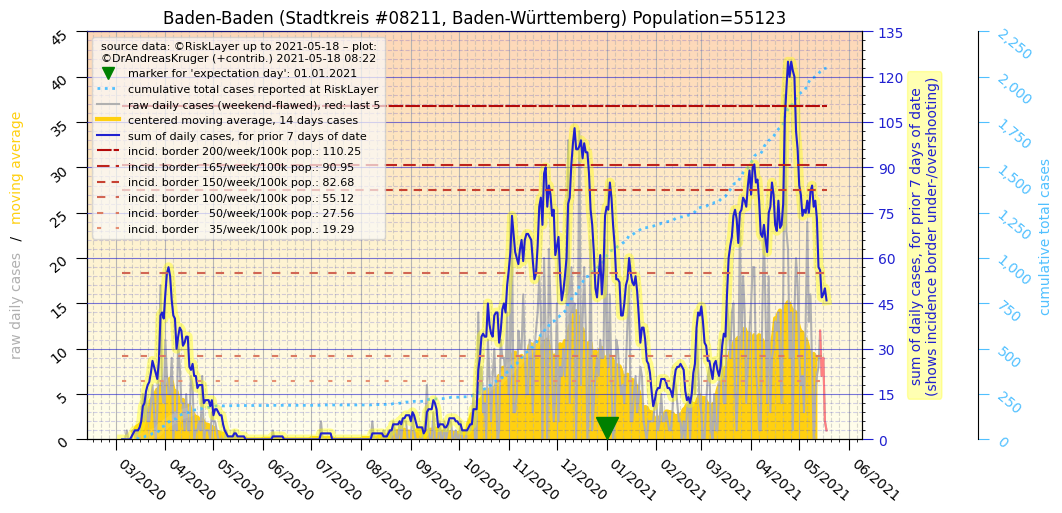 Baden-Baden (Stadtkreis #08211, Baden-Württemberg) Population=55123
source data: ©RiskLayer up to 2021-05-18 – plot:
©DrAndreasKruger (+contrib.) 2021-05-18 08:22
marker for 'expectation day': 01.01.2021
cumulative total cases reported at RiskLayer
raw daily cases (weekend-flawed), red: last 5
centered moving average, 14 days cases
sum of daily cases, for prior 7 days of date
incid. border 200/week/100k pop.: 110.25
incid. border 165/week/100k pop.: 90.95
incid. border 150/week/100k pop.: 82.68
incid. border 100/week/100k pop.: 55.12
incid. border 50/week/100k pop.: 27.56
incid. border 35/week/100k pop.: 19.29
raw daily cases / moving average
45
40
35
30
25
20
15
10
5
0
03/2020
04/2020
05/2020
06/2020
07/2020
08/2020
09/2020
10/2020
11/2020
12/2020
01/2021
02/2021
03/2021
04/2021
05/2021
06/2021
135
120
105
90
75
60
45
30
15
0
sum of daily cases, for prior 7 days of date
(shows incidence border under-/overshooting)
2,250
2,000
1,750
1,500
1,250
1,000
750
500
250
0
cumulative total cases